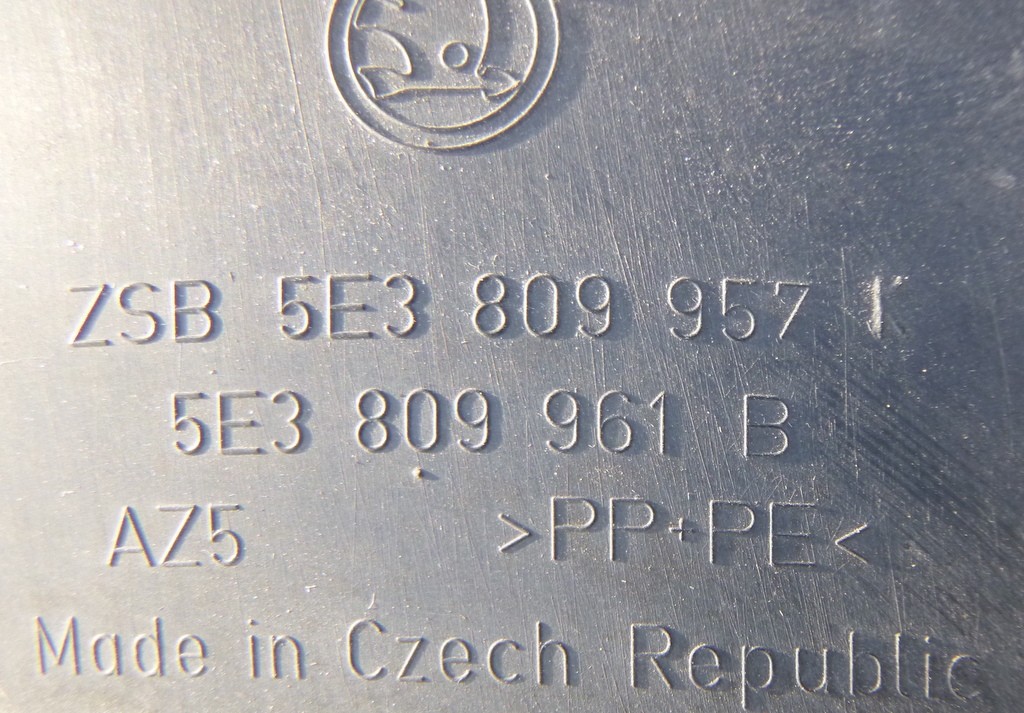 ZSB 5E3 809 957 K
5E3 809 961 B
AZ5 >PP+PE<
Made in Czech Republic